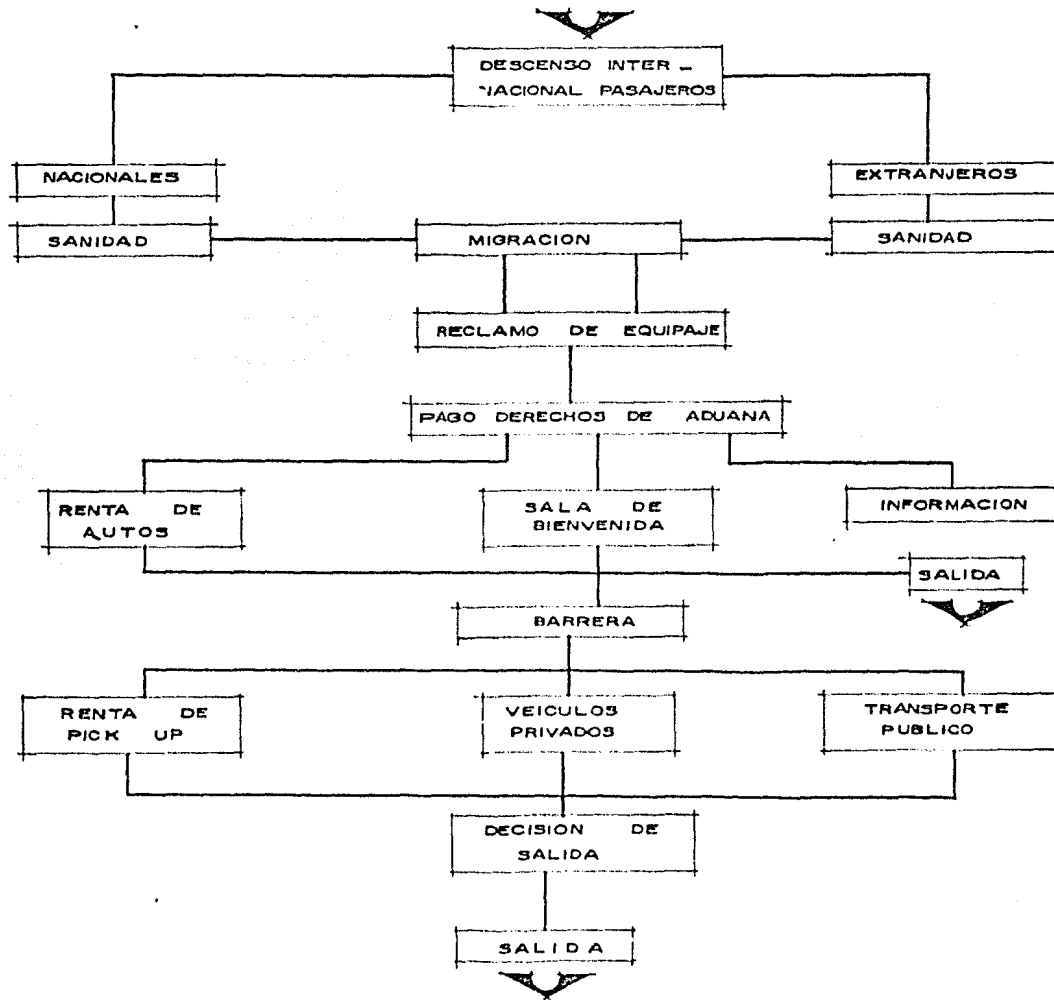 DESCENSO INTER -
NACIONAL PASAJEROS
NACIONALES
EXTRANJEROS
SANIDAD
MIGRACION
SANIDAD
RECLAMO DE EQUIPAJE
PAGO DERECHOS DE ADUANA
RENTA DE
AUTOS
SALA DE
BIENVENIDA
INFORMACION
SALIDA
BARRERA
RENTA DE
PICK UP
VEICULOS
PRIVADOS
TRANSPORTE
PUBLICO
DECISION DE
SALIDA
SALIDA